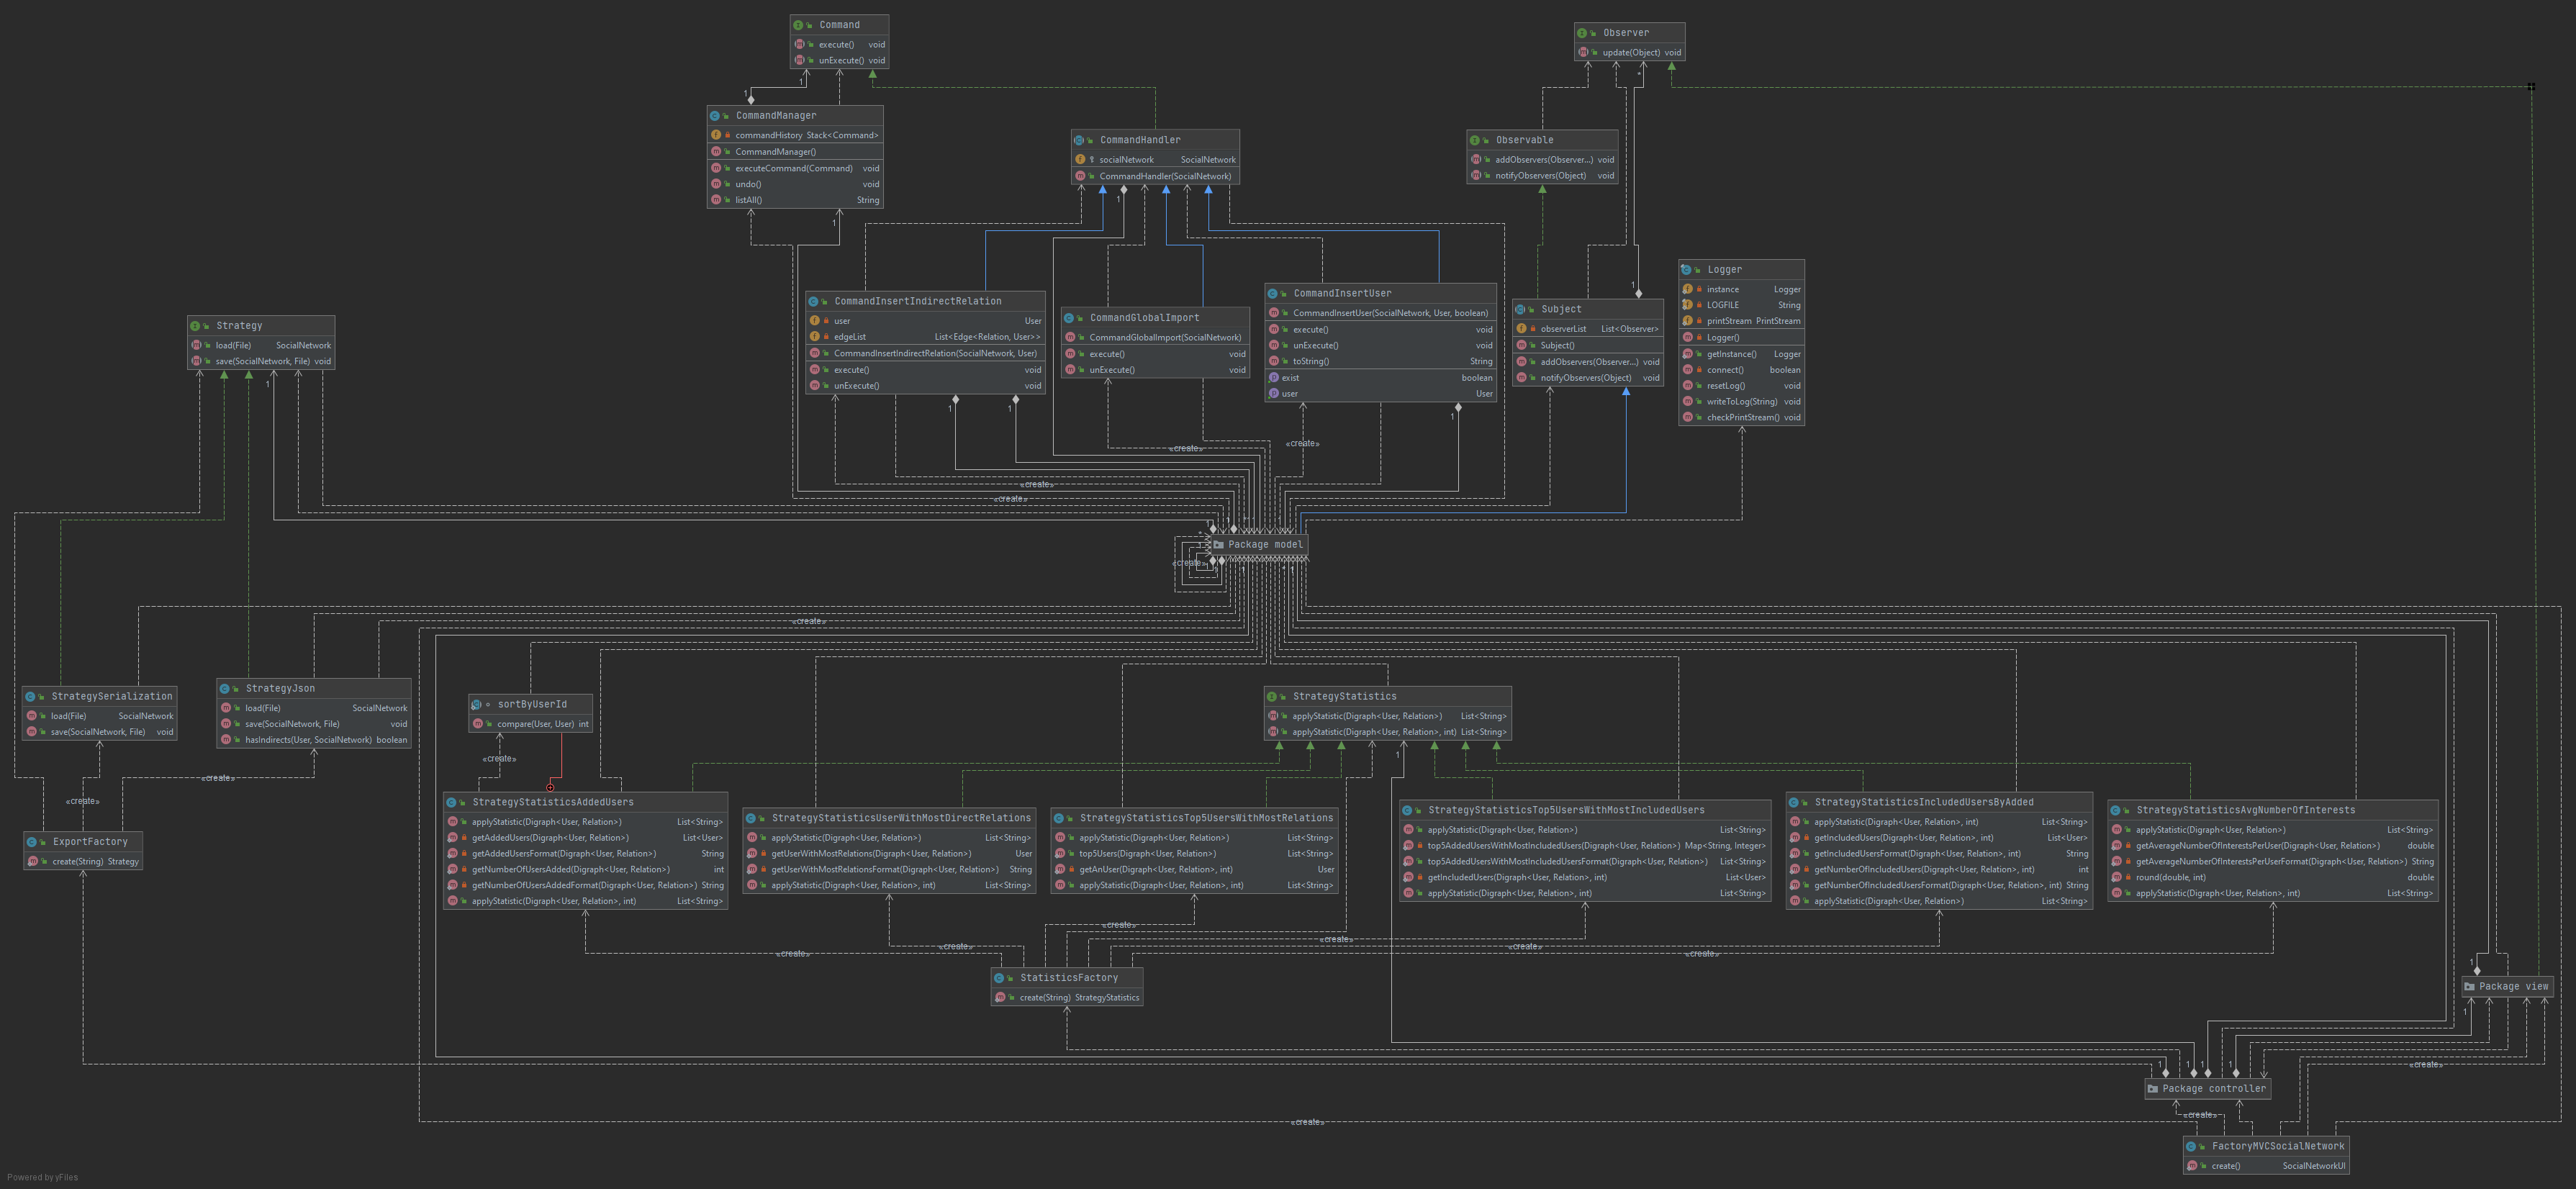 Command
execute() void
unExecute() void
Observer
update(Object) void
CommandManager
commandHistory Stack<Command>
CommandManager()
executeCommand(Command) void
undo() void
listAll() String
CommandHandler
socialNetwork SocialNetwork
CommandHandler(SocialNetwork)
Observable
addObservers(Observer...) void
notifyObservers(Object) void
Strategy
load(File) SocialNetwork
save(SocialNetwork, File) void
CommandInsertIndirectRelation
user User
edgeList List<Edge<Relation, User>>
CommandInsertIndirectRelation(SocialNetwork, User)
execute() void
unExecute() void
CommandGlobalImport
CommandGlobalImport(SocialNetwork)
execute() void
unExecute() void
CommandInsertUser
CommandInsertUser(SocialNetwork, User, boolean)
execute() void
unExecute() void
toString() String
exist boolean
user User
Subject
observerList List<Observer>
Subject()
addObservers(Observer...) void
notifyObservers(Object) void
Logger
instance Logger
LOGFILE String
printStream PrintStream
Logger()
getInstance() Logger
connect() boolean
resetLog() void
writeToLog(String) void
checkPrintStream() void
«create»
«create»
«create»
«create»
Package model
«create»
«create»
StrategySerialization
load(File) SocialNetwork
save(SocialNetwork, File) void
StrategyJson
load(File) SocialNetwork
save(SocialNetwork, File) void
hasIndirects(User, SocialNetwork) boolean
sortByUserId
compare(User, User) int
StrategyStatistics
applyStatistic(Digraph<User, Relation>) List<String>
applyStatistic(Digraph<User, Relation>, int) List<String>
«create»
«create»
«create»
ExportFactory
create(String) Strategy
StrategyStatisticsAddedUsers
applyStatistic(Digraph<User, Relation>) List<String>
getAddedUsers(Digraph<User, Relation>) List<User>
getAddedUsersFormat(Digraph<User, Relation>) String
getNumberOfUsersAdded(Digraph<User, Relation>) int
getNumberOfUsersAddedFormat(Digraph<User, Relation>) String
applyStatistic(Digraph<User, Relation>, int) List<String>
StrategyStatisticsUserWithMostDirectRelations
applyStatistic(Digraph<User, Relation>) List<String>
getUserWithMostRelations(Digraph<User, Relation>) User
getUserWithMostRelationsFormat(Digraph<User, Relation>) String
applyStatistic(Digraph<User, Relation>, int) List<String>
StrategyStatisticsTop5UsersWithMostRelations
applyStatistic(Digraph<User, Relation>) List<String>
top5Users(Digraph<User, Relation>) List<String>
getAnUser(Digraph<User, Relation>, int) User
applyStatistic(Digraph<User, Relation>, int) List<String>
StrategyStatisticsTop5UsersWithMostIncludedUsers
applyStatistic(Digraph<User, Relation>) List<String>
top5AddedUsersWithMostIncludedUsers(Digraph<User, Relation>) Map<String, Integer>
top5AddedUsersWithMostIncludedUsersFormat(Digraph<User, Relation>) List<String>
getIncludedUsers(Digraph<User, Relation>, int) List<User>
applyStatistic(Digraph<User, Relation>, int) List<String>
StrategyStatisticsIncludedUsersByAdded
applyStatistic(Digraph<User, Relation>, int) List<String>
getIncludedUsers(Digraph<User, Relation>, int) List<User>
getIncludedUsersFormat(Digraph<User, Relation>, int) String
getNumberOfIncludedUsers(Digraph<User, Relation>, int) int
getNumberOfIncludedUsersFormat(Digraph<User, Relation>, int) String
applyStatistic(Digraph<User, Relation>) List<String>
StrategyStatisticsAvgNumberOfInterests
applyStatistic(Digraph<User, Relation>) List<String>
getAverageNumberOfInterestsPerUser(Digraph<User, Relation>) double
getAverageNumberOfInterestsPerUserFormat(Digraph<User, Relation>) String
round(double, int) double
applyStatistic(Digraph<User, Relation>, int) List<String>
«create»
«create»
«create»
«create»
«create»
StatisticsFactory
create(String) StrategyStatistics
Package view
«create»
Package controller
«create»
«create»
FactoryMVCSocialNetwork
create() SocialNetworkUI
Powered by yFiles